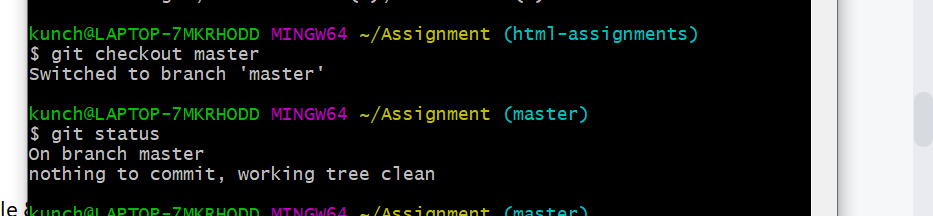 kunch@LAPTOP-7MKRHODD MINGW64 ~/Assignment (html-assignments)
$ git checkout master
Switched to branch 'master'
kunch@LAPTOP-7MKRHODD MINGW64 ~/Assignment (master)
$ git status
On branch master
nothing to commit, working tree clean
kunch@LAPTOP-7MKRHODD MINGW64 ~/Assignment (master)